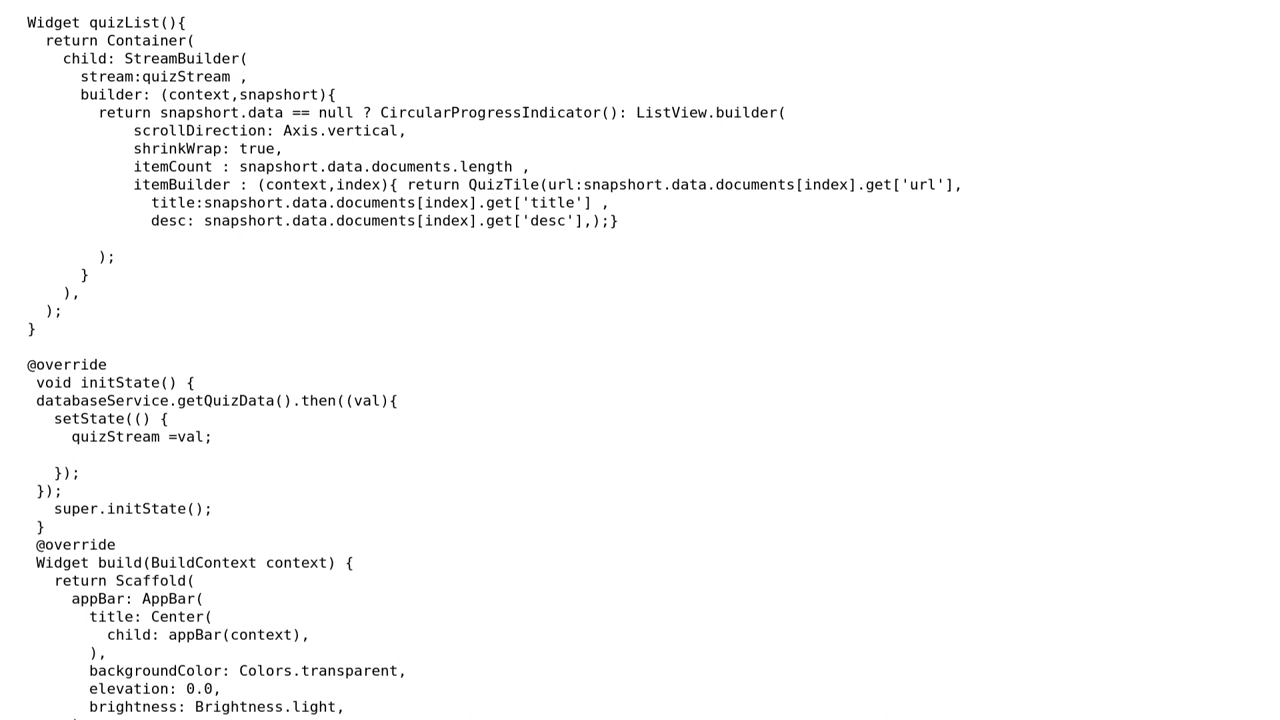 Widget quizList(){
  return Container(
    child: StreamBuilder(
      stream:quizStream ,
      builder: (context,snapshort){
        return snapshort.data == null ? CircularProgressIndicator(): ListView.builder(
            scrollDirection: Axis.vertical,
            shrinkWrap: true,
            itemCount : snapshort.data.documents.length ,
            itemBuilder : (context,index){ return QuizTile(url:snapshort.data.documents[index].get['url'],
              title:snapshort.data.documents[index].get['title'] ,
              desc: snapshort.data.documents[index].get['desc'],);}

        );
      }
    ),
  );
}

@override
 void initState() {
 databaseService.getQuizData().then((val){
   setState(() {
     quizStream =val;

   });
 });
   super.initState();
 }
 @override
 Widget build(BuildContext context) {
   return Scaffold(
     appBar: AppBar(
       title: Center(
         child: appBar(context),
       ),
       backgroundColor: Colors.transparent,
       elevation: 0.0,
       brightness: Brightness.light,